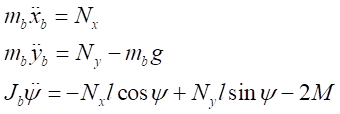 m_b ẍ_b = N_x
m_b ÿ_b = N_y − m_b g
J_b ψ̈ = −N_x l cos ψ + N_y l sin ψ − 2M